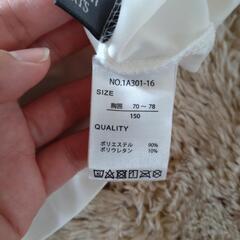 NO.1A301-16
SIZE
胸囲 70～78
150
QUALITY
ポリエステル 90%
ポリウレタン 10%